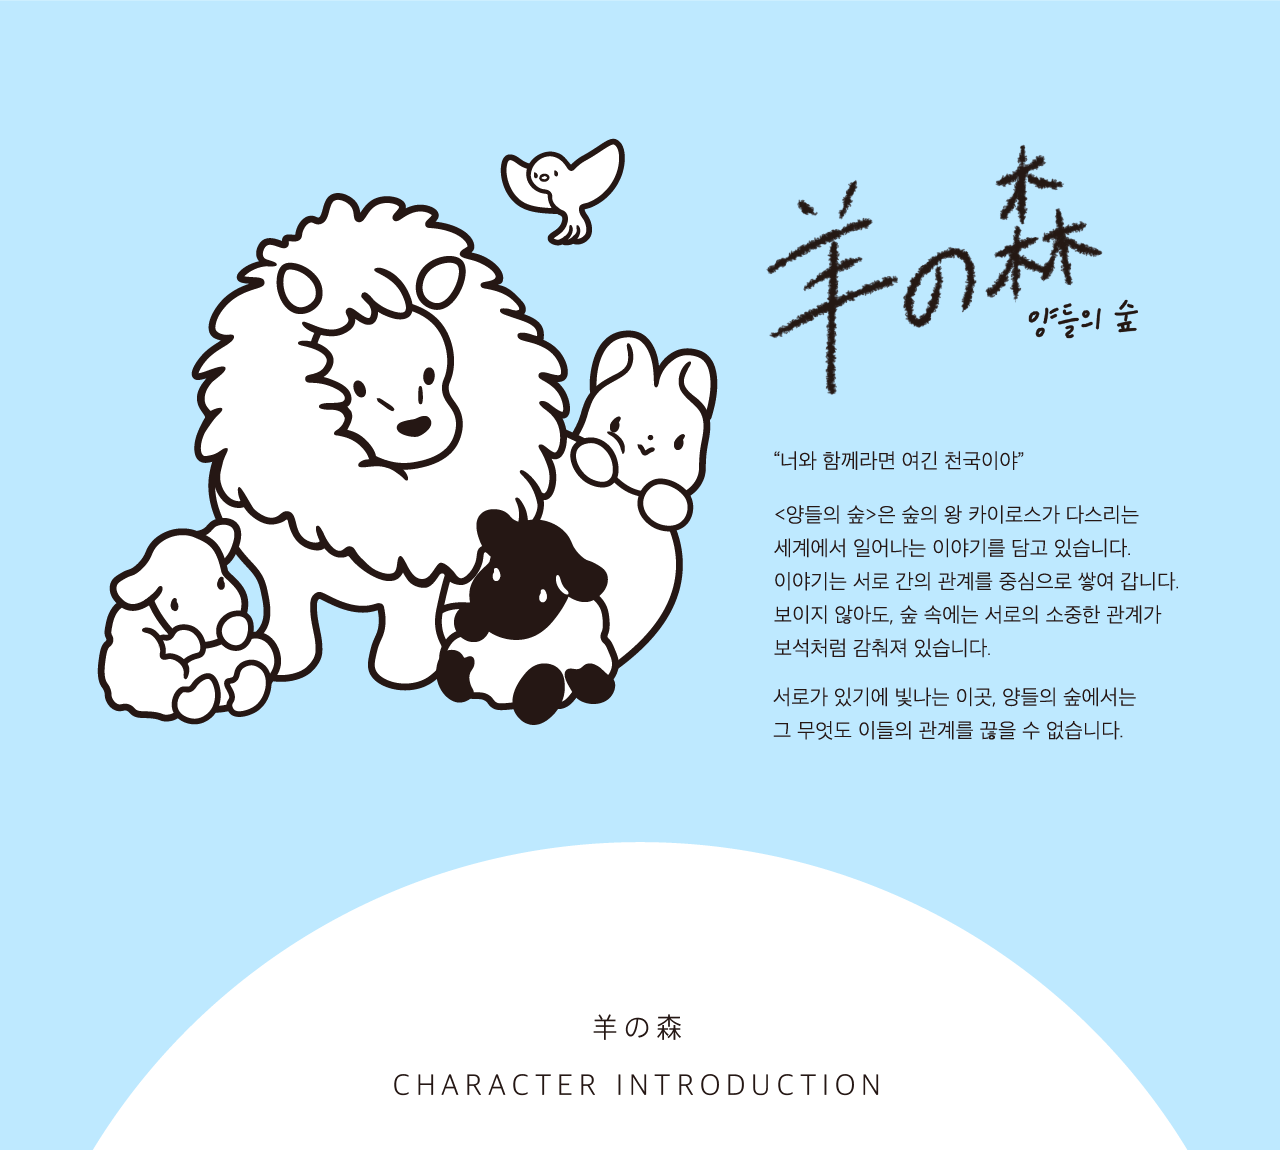 羊の森
양들의 숲
“너와 함께라면 여긴 천국이야”
<양들의 숲>은 숲의 왕 카이로스가 다스리는
세계에서 일어나는 이야기를 담고 있습니다.
이야기는 서로 간의 관계를 중심으로 쌓여 갑니다.
보이지 않아도, 숲 속에는 서로의 소중한 관계가
보석처럼 감춰져 있습니다.
서로가 있기에 빛나는 이곳, 양들의 숲에서는
그 무엇도 이들의 관계를 끊을 수 없습니다.
羊の森
CHARACTER INTRODUCTION